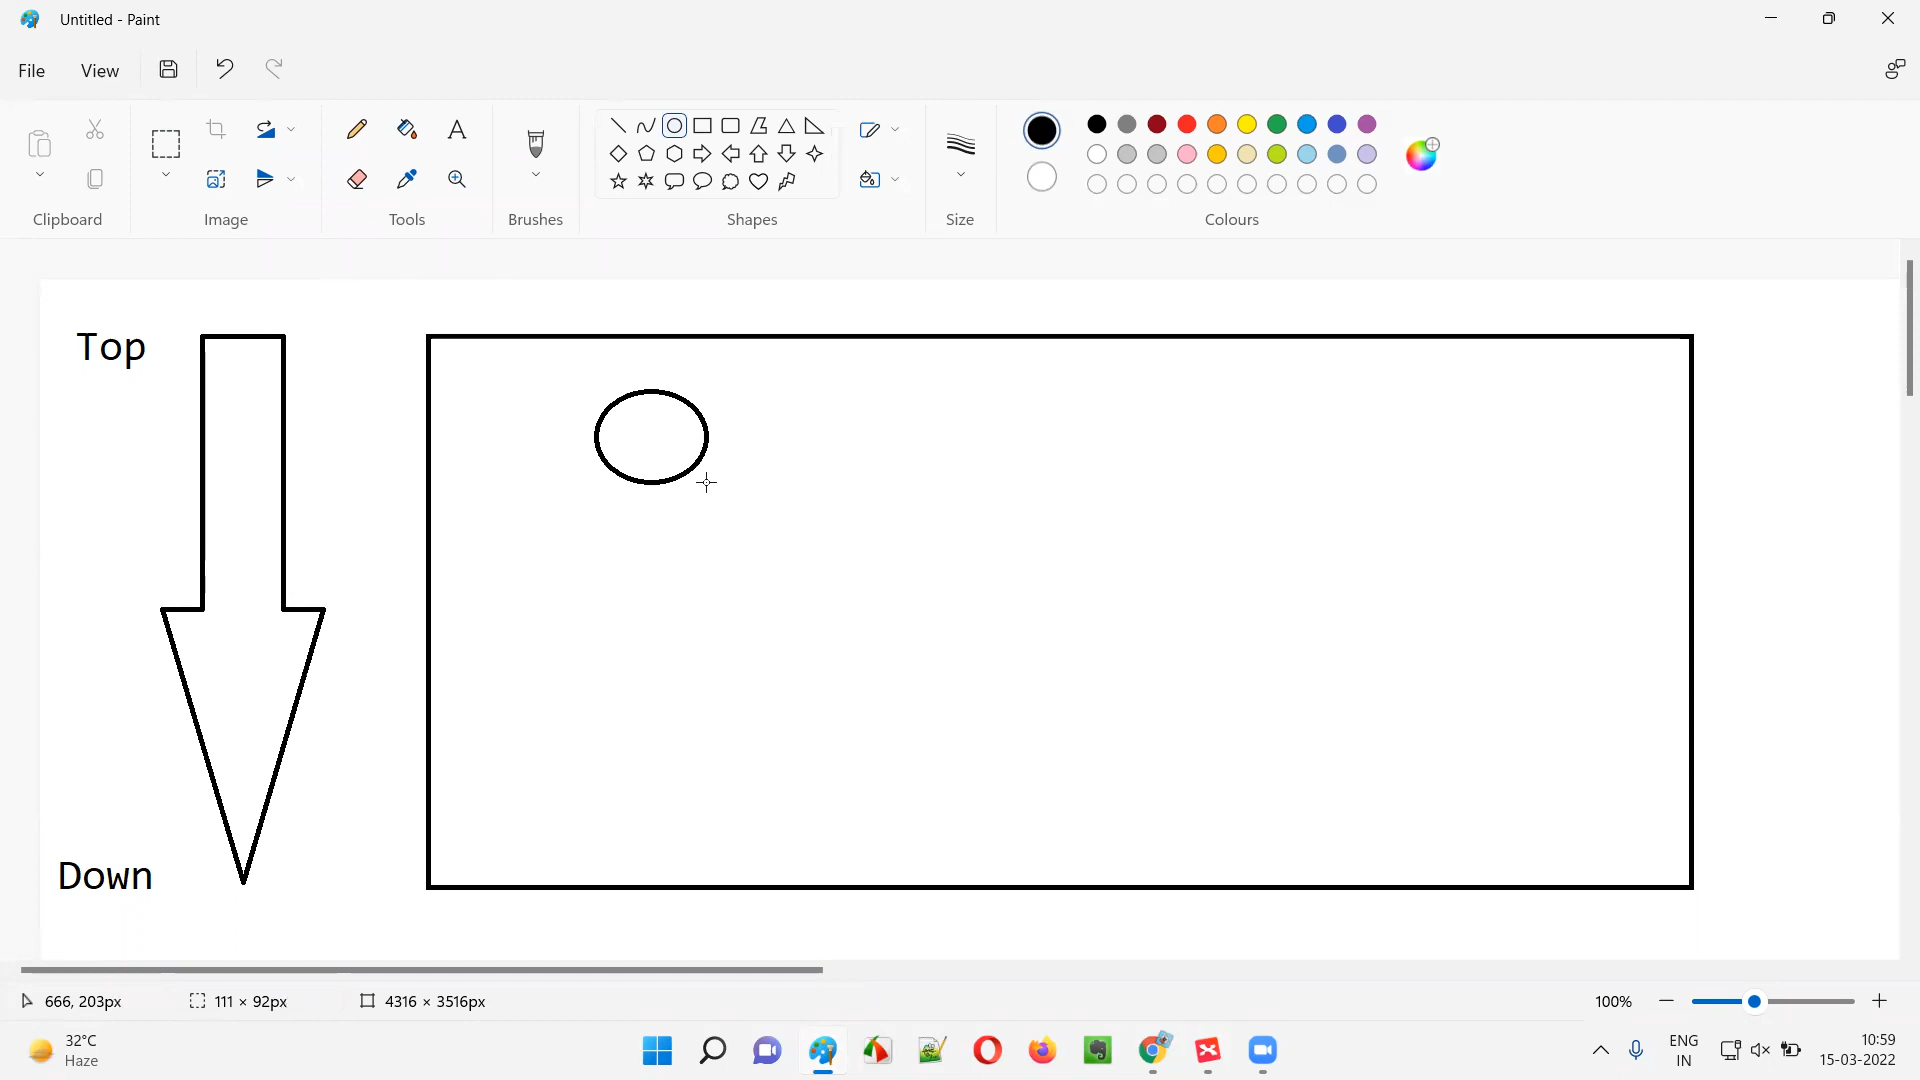 Untitled - Paint
File View
Clipboard Image Tools Brushes Shapes Size Colours
Top
Down
666, 203px 111 × 92px 4316 × 3516px 100%
32°C
Haze
ENG
IN
10:59
15-03-2022